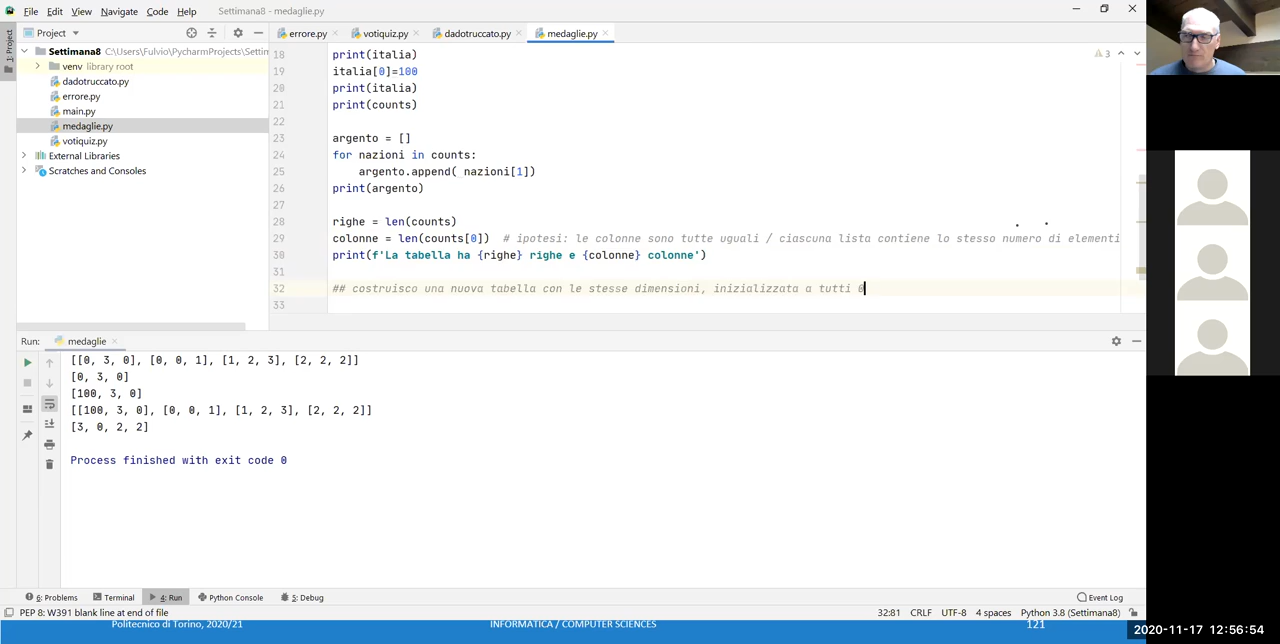 File Edit View Navigate Code Help Settimana8 - medaglie.py
Project errore.py votiquiz.py dadotruccato.py medaglie.py
1: Project
Settimana8 C:\Users\Fulvio\PycharmProjects\Settin
venv library root
dadotruccato.py
errore.py
main.py
medaglie.py
votiquiz.py
External Libraries
Scratches and Consoles
3
18 print(italia)
19 italia[0]=100
20 print(italia)
21 print(counts)
22
23 argento = []
24 for nazioni in counts:
25 argento.append( nazioni[1])
26 print(argento)
27
28 righe = len(counts)
29 colonne = len(counts[0]) # ipotesi: le colonne sono tutte uguali / ciascuna lista contiene lo stesso numero di elementi
30 print(f'La tabella ha {righe} righe e {colonne} colonne')
31
32 ## costruisco una nuova tabella con le stesse dimensioni, inizializzata a tutti 0
33
Run: medaglie
[[0, 3, 0], [0, 0, 1], [1, 2, 3], [2, 2, 2]]
[0, 3, 0]
[100, 3, 0]
[[100, 3, 0], [0, 0, 1], [1, 2, 3], [2, 2, 2]]
[3, 0, 2, 2]
Process finished with exit code 0
6: Problems Terminal 4: Run Python Console 5: Debug Event Log
PEP 8: W391 blank line at end of file 32:81 CRLF UTF-8 4 spaces Python 3.8 (Settimana8)
Politecnico di Torino, 2020/21 INFORMATICA / COMPUTER SCIENCES 121
2020-11-17 12:56:54